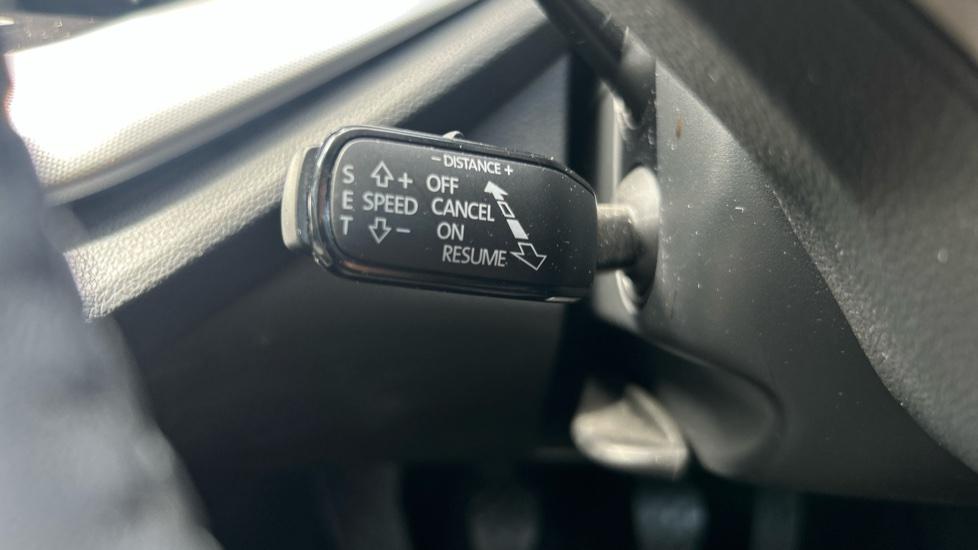 - DISTANCE +
S + OFF
E SPEED CANCEL
T - ON
RESUME